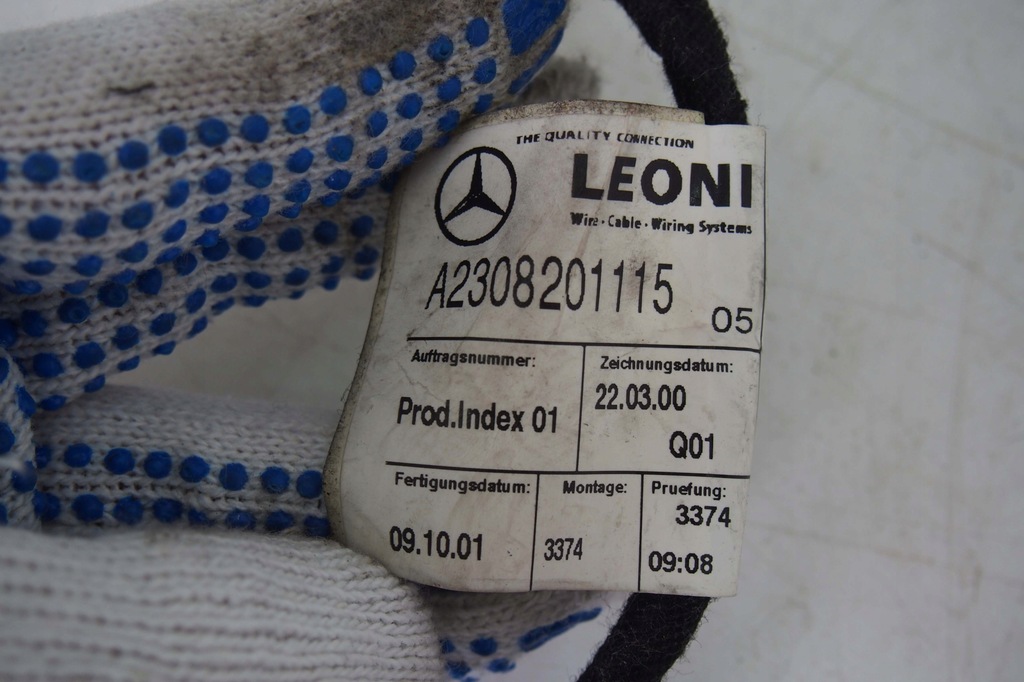 THE QUALITY CONNECTION
LEONI
Wire · Cable · Wiring Systems
A2308201115 05
Auftragsnummer:
Prod.Index 01
Zeichnungsdatum:
22.03.00
Q01
Fertigungsdatum:
09.10.01
Montage:
3374
Pruefung:
3374
09:08